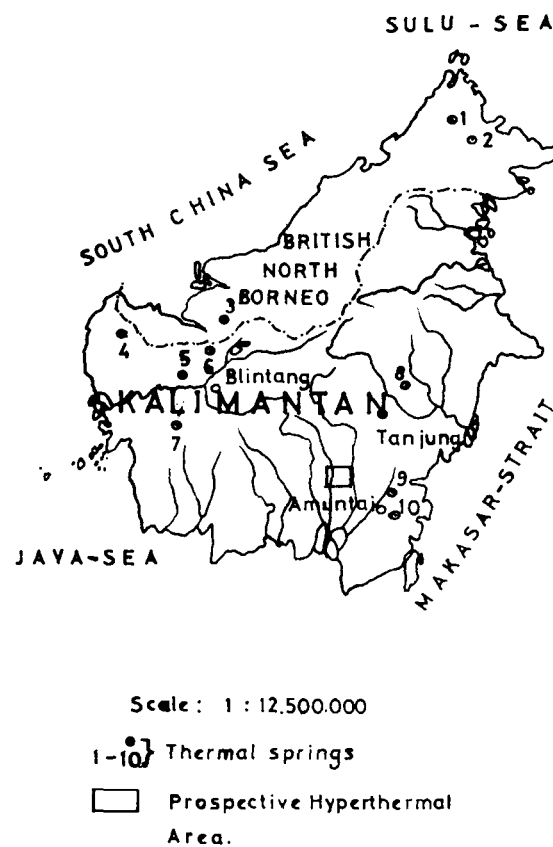 SULU - SEA
1
2
SOUTH CHINA SEA
BRITISH
NORTH
BORNEO
3
4
5
6
Blintang
8
KALIMANTAN
7
Tanjung
9
Amuntai
10
JAVA-SEA
MAKASAR-STRAIT
Scale: 1 : 12.500.000
1-10} Thermal springs
Prospective Hyperthermal
Area.